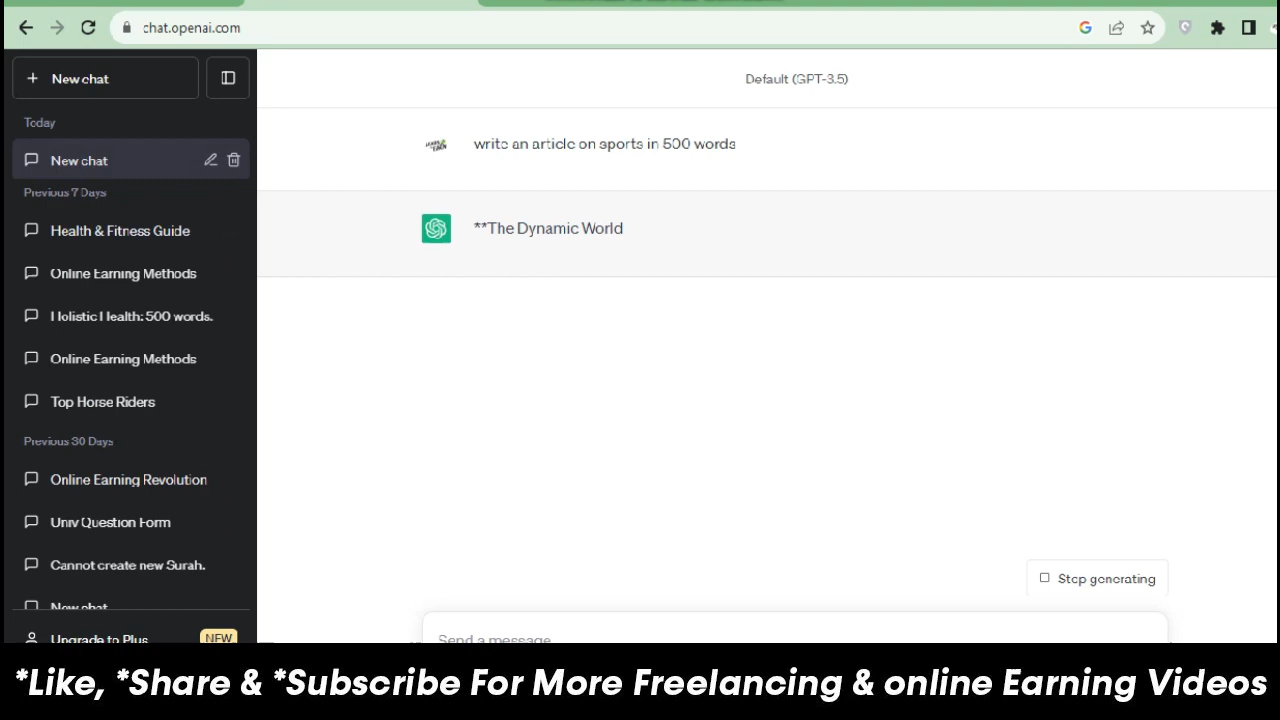 chat.openai.com
New chat
Default (GPT-3.5)
Today
New chat
write an article on sports in 500 words
Previous 7 Days
Health & Fitness Guide
**The Dynamic World
Online Earning Methods
Holistic Health: 500 words.
Online Earning Methods
Top Horse Riders
Previous 30 Days
Online Earning Revolution
Univ Question Form
Cannot create new Surah.
Stop generating
New chat
Upgrade to Plus
NEW
Send a message
*Like, *Share & *Subscribe For More Freelancing & online Earning Videos